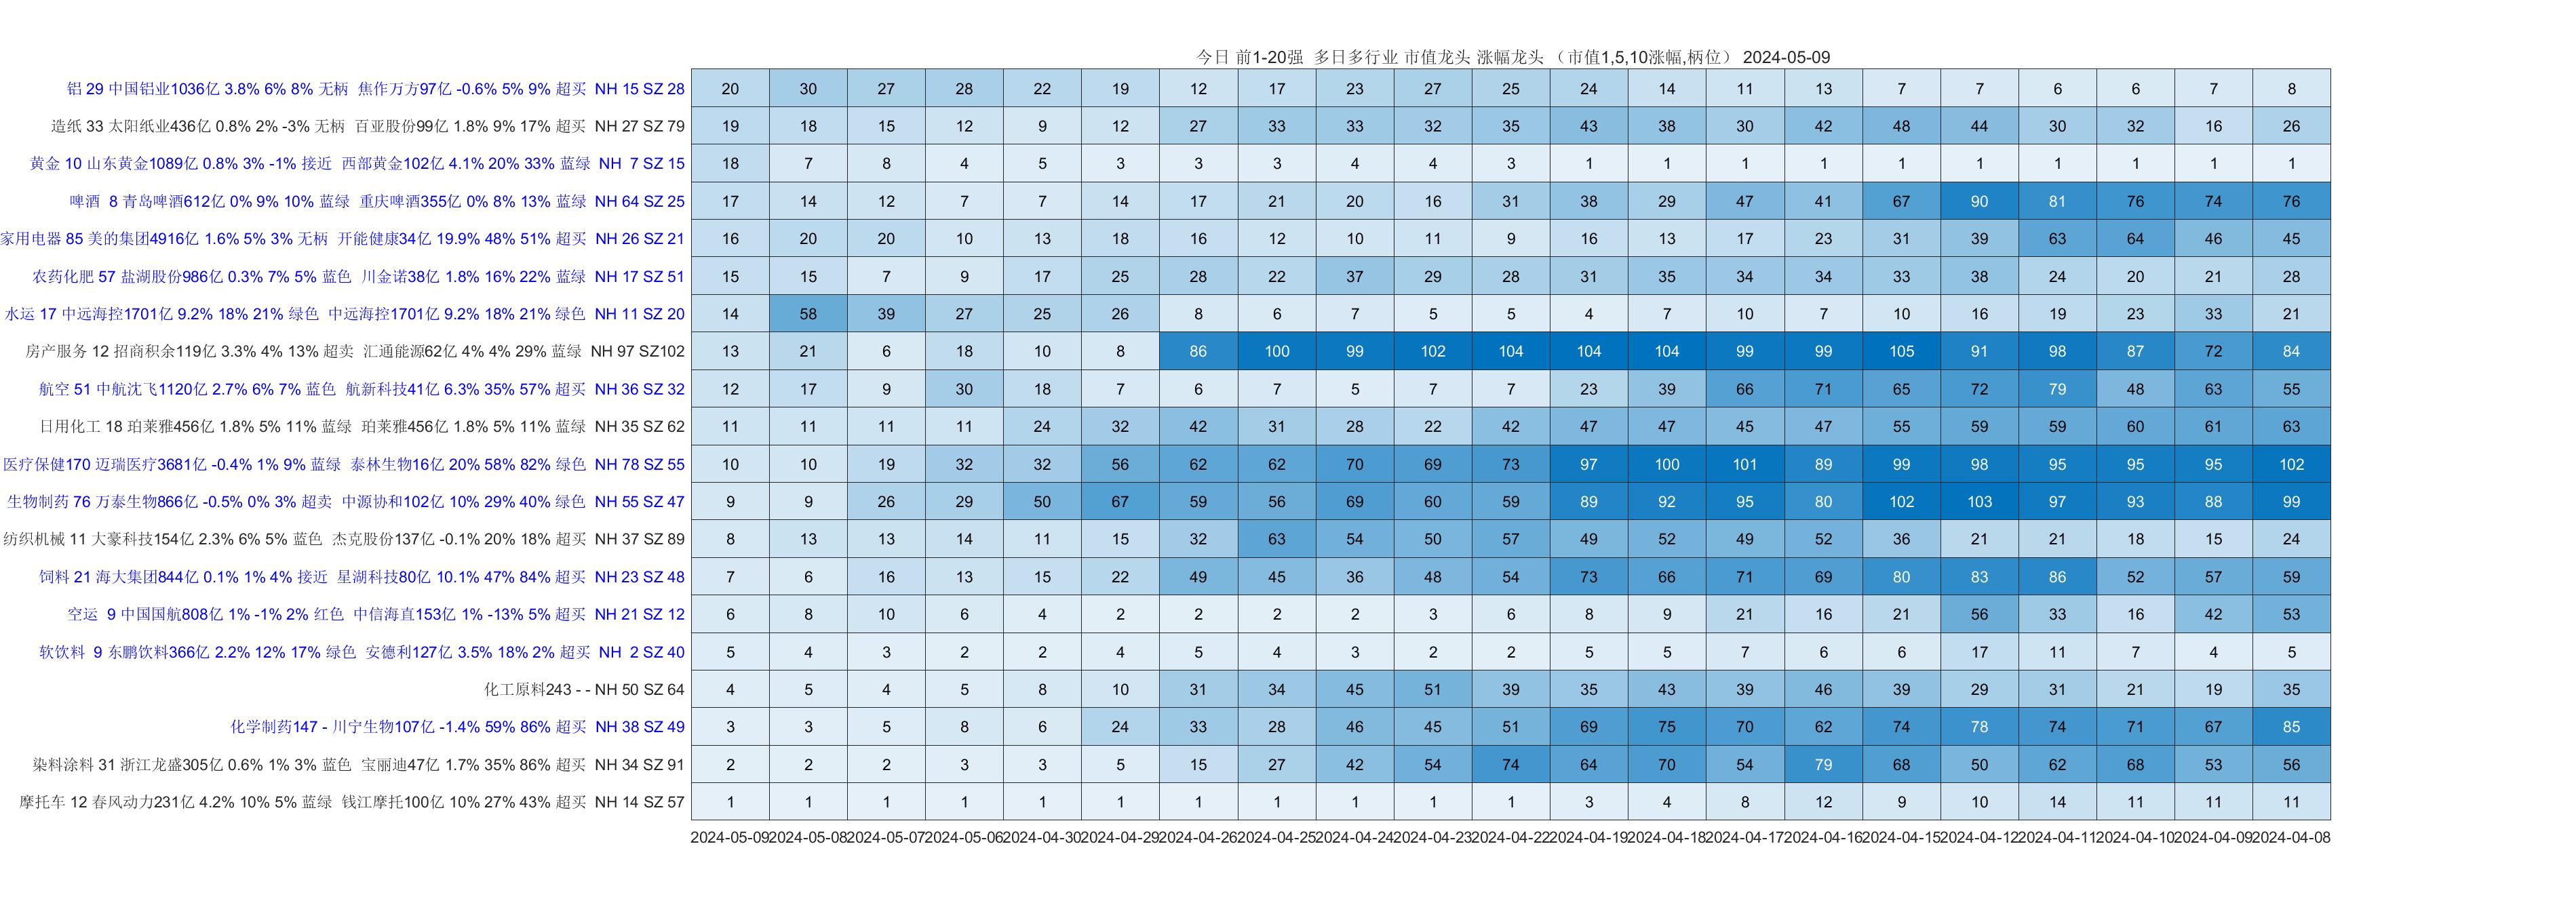 今日 前1-20强 多日多行业 市值龙头 涨幅龙头 （市值1,5,10涨幅,柄位） 2024-05-09
铝 29 中国铝业1036亿 3.8% 6% 8% 无柄 焦作万方97亿 -0.6% 5% 9% 超买 NH 15 SZ 28 20 30 27 28 22 19 12 17 23 27 25 24 14 11 13 7 7 6 6 7 8
造纸 33 太阳纸业436亿 0.8% 2% -3% 无柄 百亚股份99亿 1.8% 9% 17% 超买 NH 27 SZ 79 19 18 15 12 9 12 27 33 33 32 35 43 38 30 42 48 44 30 32 16 26
黄金 10 山东黄金1089亿 0.8% 3% -1% 接近 西部黄金102亿 4.1% 20% 33% 蓝绿 NH 7 SZ 15 18 7 8 4 5 3 3 3 4 4 3 1 1 1 1 1 1 1 1 1 1
啤酒 8 青岛啤酒612亿 0% 9% 10% 蓝绿 重庆啤酒355亿 0% 8% 13% 蓝绿 NH 64 SZ 25 17 14 12 7 7 14 17 21 20 16 31 38 29 47 41 67 90 81 76 74 76
家用电器 85 美的集团4916亿 1.6% 5% 3% 无柄 开能健康34亿 19.9% 48% 51% 超买 NH 26 SZ 21 16 20 20 10 13 18 16 12 10 11 9 16 13 17 23 31 39 63 64 46 45
农药化肥 57 盐湖股份986亿 0.3% 7% 5% 蓝色 川金诺38亿 1.8% 16% 22% 蓝绿 NH 17 SZ 51 15 15 7 9 17 25 28 22 37 29 28 31 35 34 34 33 38 24 20 21 28
水运 17 中远海控1701亿 9.2% 18% 21% 绿色 中远海控1701亿 9.2% 18% 21% 绿色 NH 11 SZ 20 14 58 39 27 25 26 8 6 7 5 5 4 7 10 7 10 16 19 23 33 21
房产服务 12 招商积余119亿 3.3% 4% 13% 超卖 汇通能源62亿 4% 4% 29% 蓝绿 NH 97 SZ102 13 21 6 18 10 8 86 100 99 102 104 104 104 99 99 105 91 98 87 72 84
航空 51 中航沈飞1120亿 2.7% 6% 7% 蓝色 航新科技41亿 6.3% 35% 57% 超买 NH 36 SZ 32 12 17 9 30 18 7 6 7 5 7 7 23 39 66 71 65 72 79 48 63 55
日用化工 18 珀莱雅456亿 1.8% 5% 11% 蓝绿 珀莱雅456亿 1.8% 5% 11% 蓝绿 NH 35 SZ 62 11 11 11 11 24 32 42 31 28 22 42 47 47 45 47 55 59 59 60 61 63
医疗保健170 迈瑞医疗3681亿 -0.4% 1% 9% 蓝绿 泰林生物16亿 20% 58% 82% 绿色 NH 78 SZ 55 10 10 19 32 32 56 62 62 70 69 73 97 100 101 89 99 98 95 95 95 102
生物制药 76 万泰生物866亿 -0.5% 0% 3% 超卖 中源协和102亿 10% 29% 40% 绿色 NH 55 SZ 47 9 9 26 29 50 67 59 56 69 60 59 89 92 95 80 102 103 97 93 88 99
纺织机械 11 大豪科技154亿 2.3% 6% 5% 蓝色 杰克股份137亿 -0.1% 20% 18% 超买 NH 37 SZ 89 8 13 13 14 11 15 32 63 54 50 57 49 52 49 52 36 21 21 18 15 24
饲料 21 海大集团844亿 0.1% 1% 4% 接近 星湖科技80亿 10.1% 47% 84% 超买 NH 23 SZ 48 7 6 16 13 15 22 49 45 36 48 54 73 66 71 69 80 83 86 52 57 59
空运 9 中国国航808亿 1% -1% 2% 红色 中信海直153亿 1% -13% 5% 超买 NH 21 SZ 12 6 8 10 6 4 2 2 2 2 3 6 8 9 21 16 21 56 33 16 42 53
软饮料 9 东鹏饮料366亿 2.2% 12% 17% 绿色 安德利127亿 3.5% 18% 2% 超买 NH 2 SZ 40 5 4 3 2 2 4 5 4 3 2 2 5 5 7 6 6 17 11 7 4 5
化工原料243 - - NH 50 SZ 64 4 5 4 5 8 10 31 34 45 51 39 35 43 39 46 39 29 31 21 19 35
化学制药147 - 川宁生物107亿 -1.4% 59% 86% 超买 NH 38 SZ 49 3 3 5 8 6 24 33 28 46 45 51 69 75 70 62 74 78 74 71 67 85
染料涂料 31 浙江龙盛305亿 0.6% 1% 3% 蓝色 宝丽迪47亿 1.7% 35% 86% 超买 NH 34 SZ 91 2 2 2 3 3 5 15 27 42 54 74 64 70 54 79 68 50 62 68 53 56
摩托车 12 春风动力231亿 4.2% 10% 5% 蓝绿 钱江摩托100亿 10% 27% 43% 超买 NH 14 SZ 57 1 1 1 1 1 1 1 1 1 1 1 3 4 8 12 9 10 14 11 11 11
2024-05-09 2024-05-08 2024-05-07 2024-05-06 2024-04-30 2024-04-29 2024-04-26 2024-04-25 2024-04-24 2024-04-23 2024-04-22 2024-04-19 2024-04-18 2024-04-17 2024-04-16 2024-04-15 2024-04-12 2024-04-11 2024-04-10 2024-04-09 2024-04-08